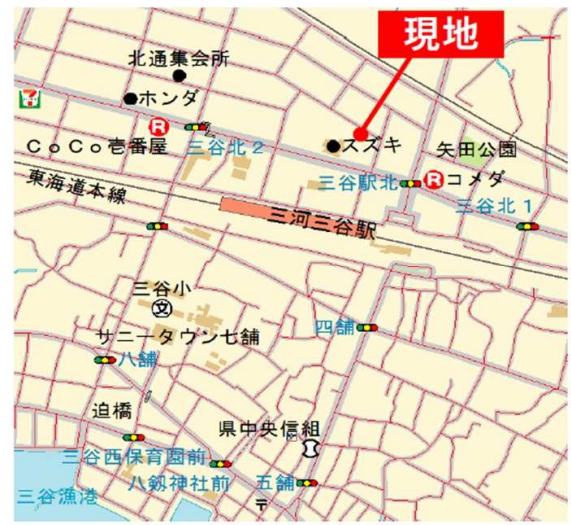 現地
北通集会所
ホンダ
7
R
CoCo壱番屋
三谷北2
スズキ
矢田公園
三谷駅北
R
コメダ
三谷北1
東海道本線
三河三谷駅
三谷小
文
サニータウン七舗
四舗
八舗
迫橋
県中央信組
三谷西保育園前
八剱神社前
五舗
〒
三谷漁港